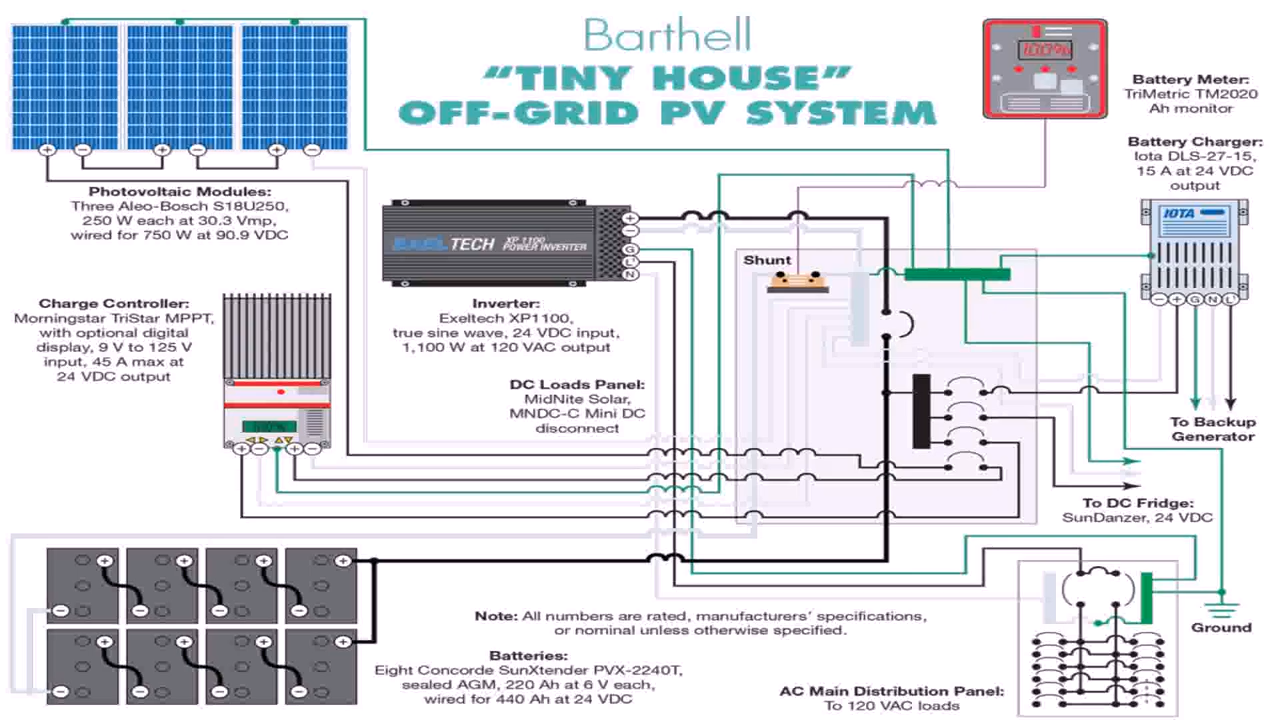 Barthell
“TINY HOUSE”
OFF-GRID PV SYSTEM
Battery Meter:
TriMetric TM2020
Ah monitor
100%
Battery Charger:
Iota DLS-27-15,
15 A at 24 VDC
output
Photovoltaic Modules:
Three Aleo-Bosch S18U250,
250 W each at 30.3 Vmp,
wired for 750 W at 90.9 VDC
EXELTECH XP 1100
POWER INVERTER
+
−
G
L
N
IOTA
− + G N L
Shunt
Charge Controller:
Morningstar TriStar MPPT,
with optional digital
display, 9 V to 125 V
input, 45 A max at
24 VDC output
Inverter:
Exeltech XP1100,
true sine wave, 24 VDC input,
1,100 W at 120 VAC output
DC Loads Panel:
MidNite Solar,
MNDC-C Mini DC
disconnect
To Backup
Generator
To DC Fridge:
SunDanzer, 24 VDC
Note: All numbers are rated, manufacturers’ specifications,
or nominal unless otherwise specified.
Ground
Batteries:
Eight Concorde SunXtender PVX-2240T,
sealed AGM, 220 Ah at 6 V each,
wired for 440 Ah at 24 VDC
AC Main Distribution Panel:
To 120 VAC loads